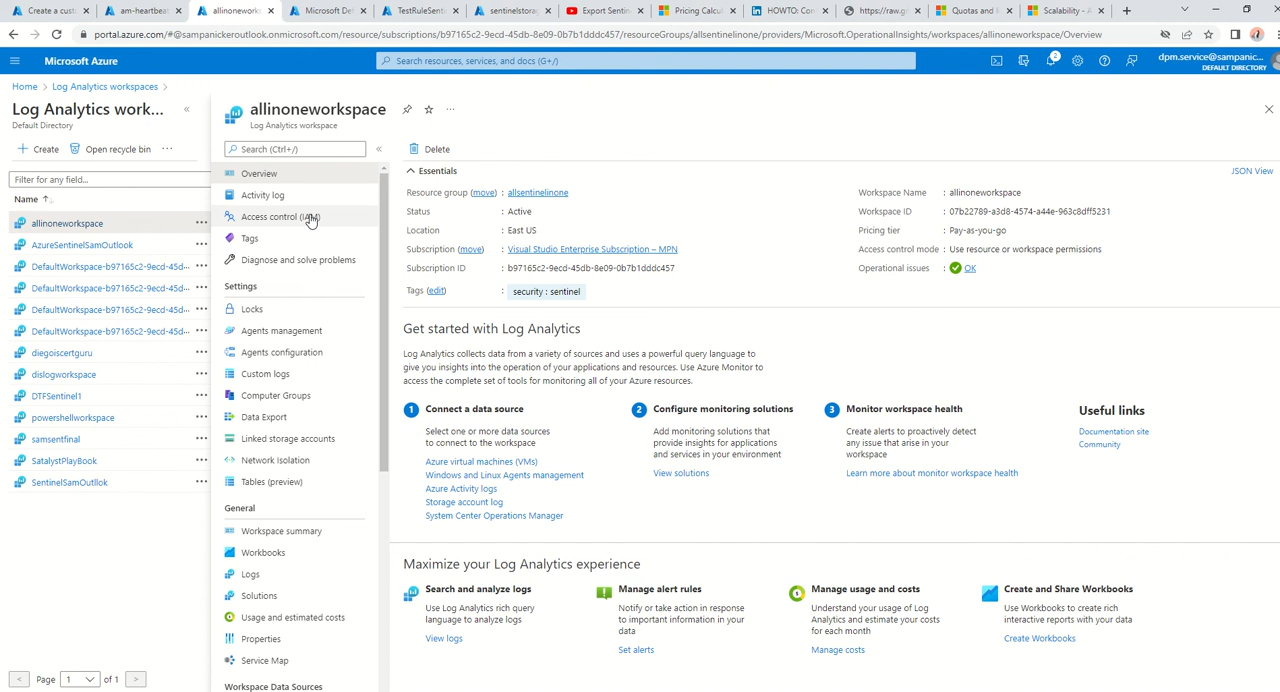 Create a custo
am-heartbeat
allinonewo
Microsoft De
TestRuleSent
sentinelstora
Export Sentin
Pricing Calcu
HOWTO: Con
https://raw.gi
Quotas and
Scalability - A
portal.azure.com/#@sampanickeroutlook.onmicrosoft.com/resource/subscriptions/b97165c2-9ecd-45db-8e09-0b7b1dddc457/resourceGroups/allsentinelinone/providers/Microsoft.OperationalInsights/workspaces/allinoneworkspace/Overview
Microsoft Azure
Search resources, services, and docs (G+/)
2
dpm.service@sampanic...
DEFAULT DIRECTORY
Home > Log Analytics workspaces >
Log Analytics work...
Default Directory
Create
Open recycle bin
Filter for any field...
Name
allinoneworkspace
AzureSentinelSamOutlook
DefaultWorkspace-b97165c2-9ecd-45d...
DefaultWorkspace-b97165c2-9ecd-45d...
DefaultWorkspace-b97165c2-9ecd-45d...
DefaultWorkspace-b97165c2-9ecd-45d...
diegoiscertguru
dislogworkspace
DTFSentinel1
powershellworkspace
samsentfinal
SatalystPlayBook
SentinelSamOutllok
Page 1 of 1
allinoneworkspace
Log Analytics workspace
Search (Ctrl+/)
Overview
Activity log
Access control (IAM)
Tags
Diagnose and solve problems
Settings
Locks
Agents management
Agents configuration
Custom logs
Computer Groups
Data Export
Linked storage accounts
Network Isolation
Tables (preview)
General
Workspace summary
Workbooks
Logs
Solutions
Usage and estimated costs
Properties
Service Map
Workspace Data Sources
Delete
Essentials
JSON View
Resource group (move) : allsentinelinone
Status : Active
Location : East US
Subscription (move) : Visual Studio Enterprise Subscription – MPN
Subscription ID : b97165c2-9ecd-45db-8e09-0b7b1dddc457
Tags (edit) : security : sentinel
Workspace Name : allinoneworkspace
Workspace ID : 07b22789-a3d8-4574-a44e-963c8dff5231
Pricing tier : Pay-as-you-go
Access control mode : Use resource or workspace permissions
Operational issues : OK
Get started with Log Analytics
Log Analytics collects data from a variety of sources and uses a powerful query language to
give you insights into the operation of your applications and resources. Use Azure Monitor to
access the complete set of tools for monitoring all of your Azure resources.
1 Connect a data source
Select one or more data sources
to connect to the workspace
Azure virtual machines (VMs)
Windows and Linux Agents management
Azure Activity logs
Storage account log
System Center Operations Manager
2 Configure monitoring solutions
Add monitoring solutions that
provide insights for applications
and services in your environment
View solutions
3 Monitor workspace health
Create alerts to proactively detect
any issue that arise in your
workspace
Learn more about monitor workspace health
Useful links
Documentation site
Community
Maximize your Log Analytics experience
Search and analyze logs
Use Log Analytics rich query
language to analyze logs
View logs
Manage alert rules
Notify or take action in response
to important information in your
data
Set alerts
Manage usage and costs
Understand your usage of Log
Analytics and estimate your costs
for each month
Manage costs
Create and Share Workbooks
Use Workbooks to create rich
interactive reports with your data
Create Workbooks